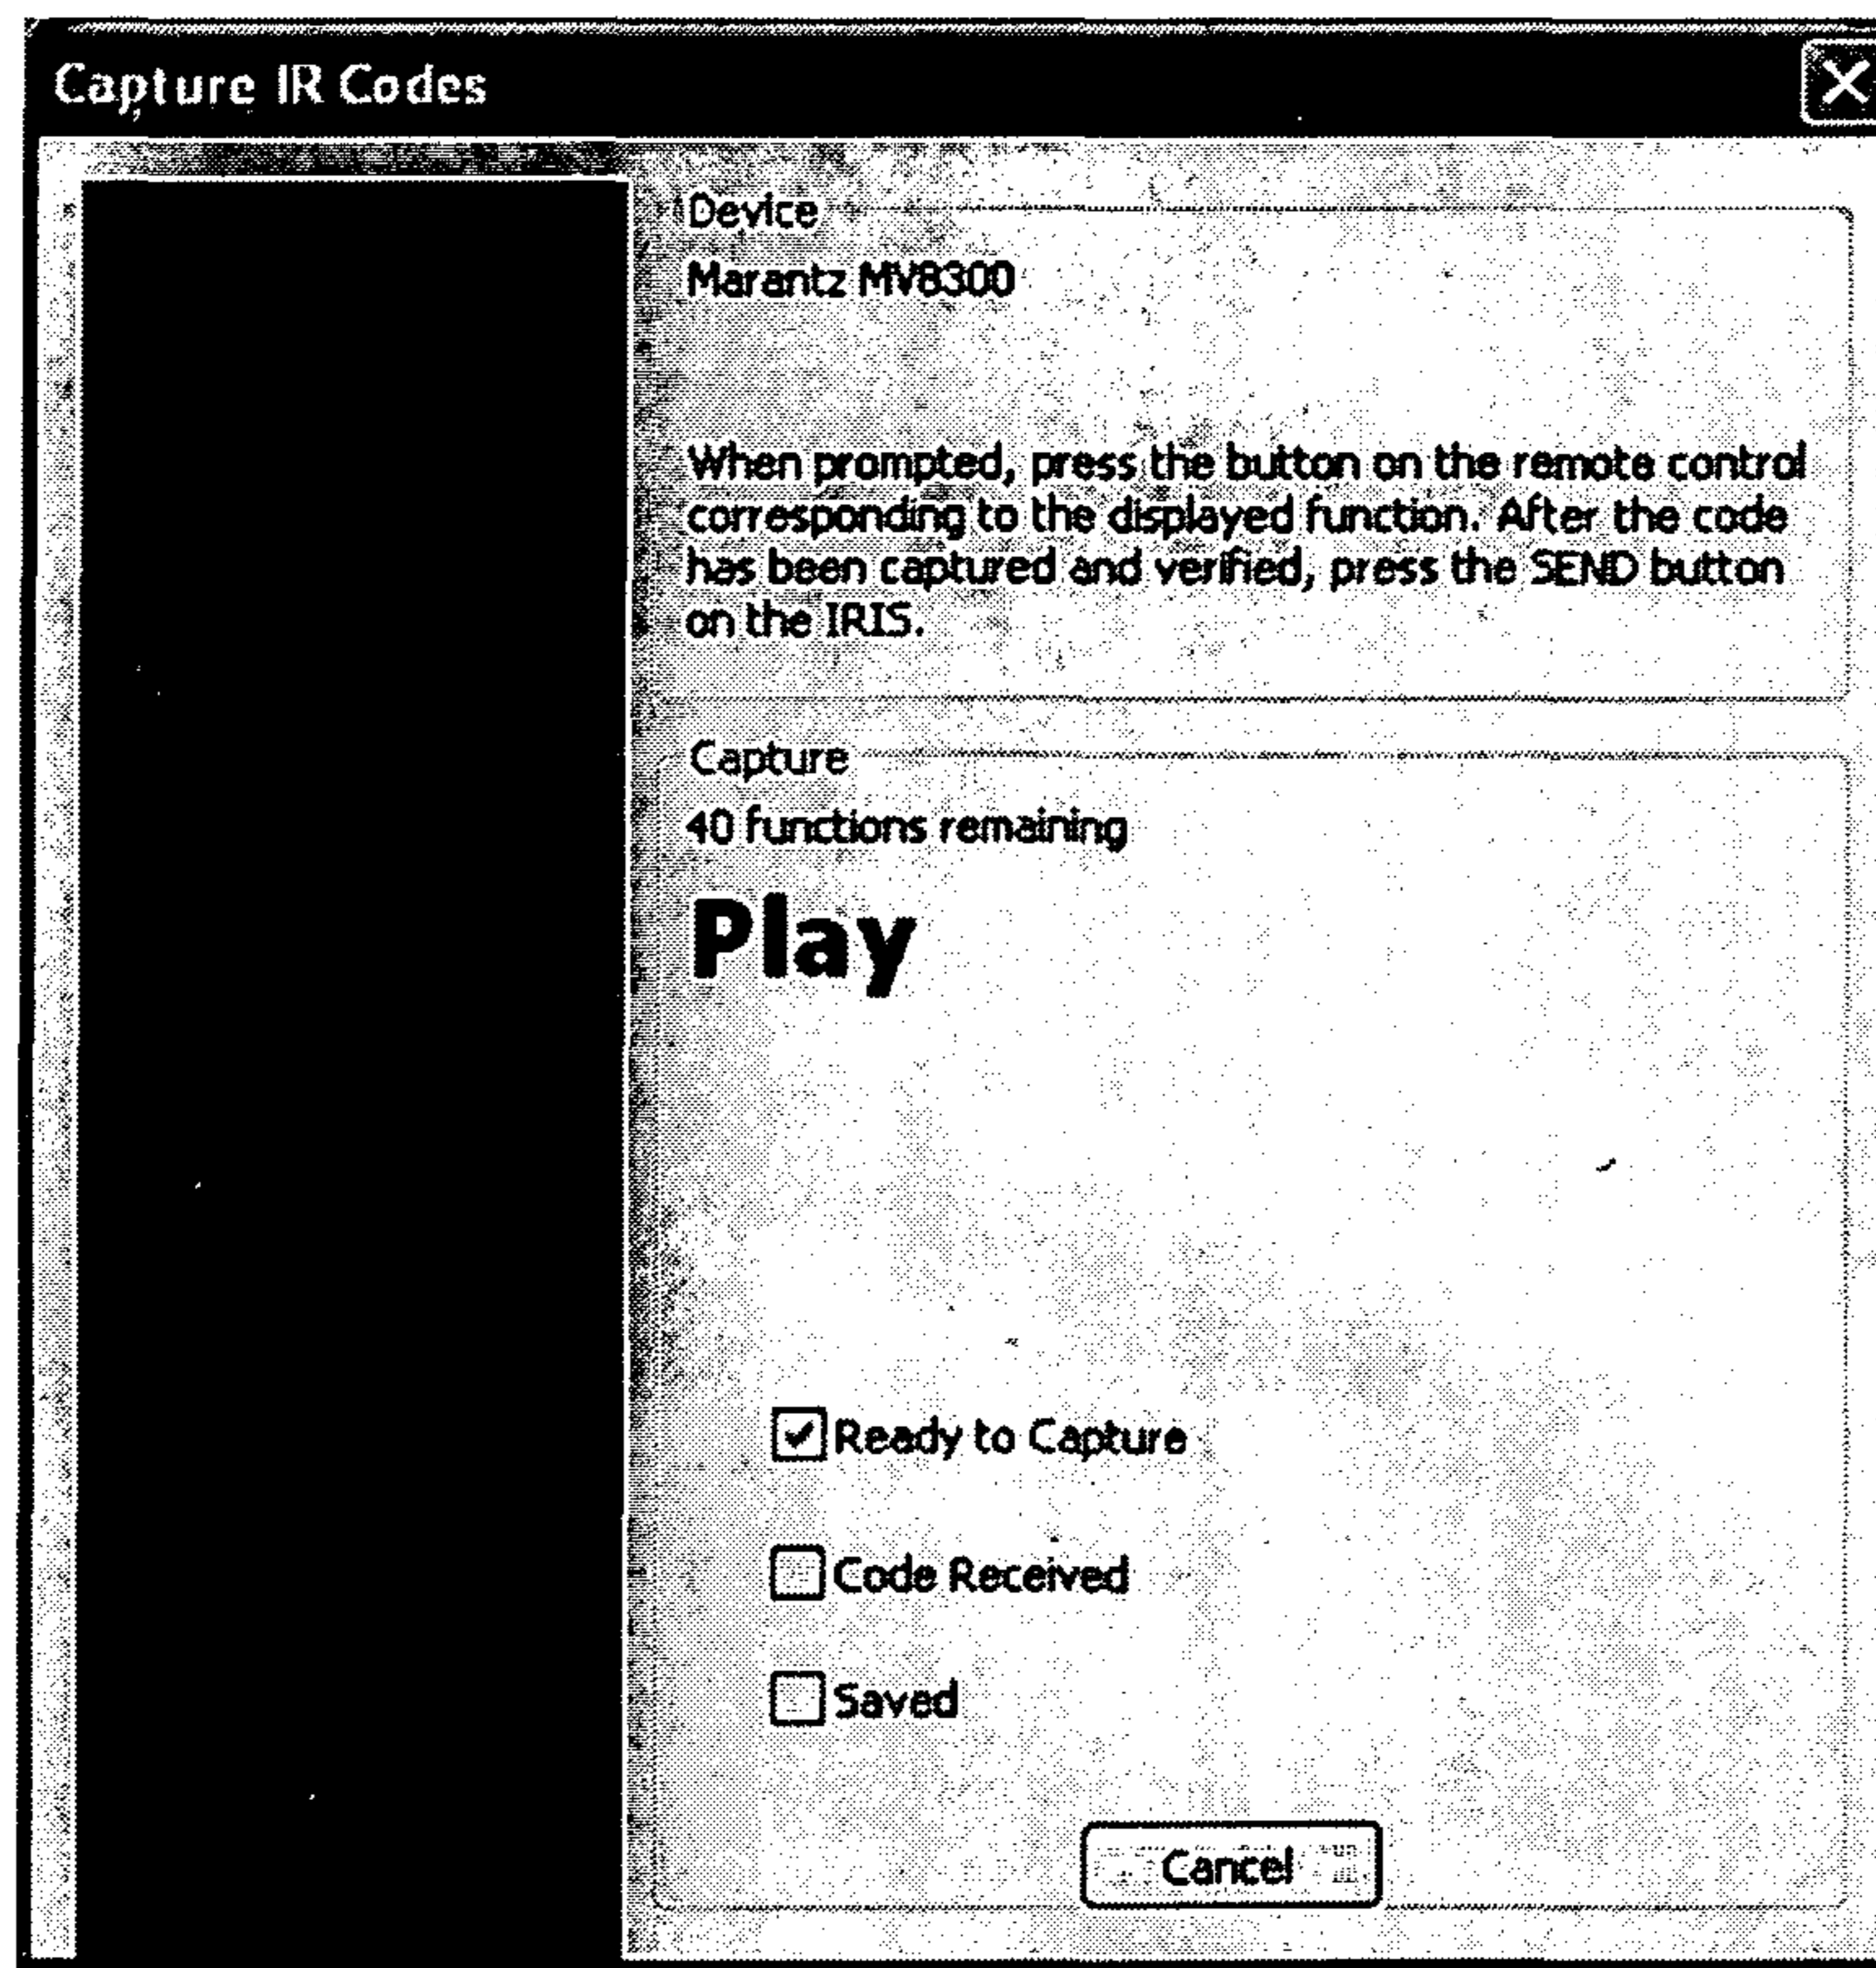 Capture IR Codes
Device
Marantz MV8300
When prompted, press the button on the remote control
corresponding to the displayed function. After the code
has been captured and verified, press the SEND button
on the IRIS.
Capture
40 functions remaining
Play
Ready to Capture
Code Received
Saved
Cancel